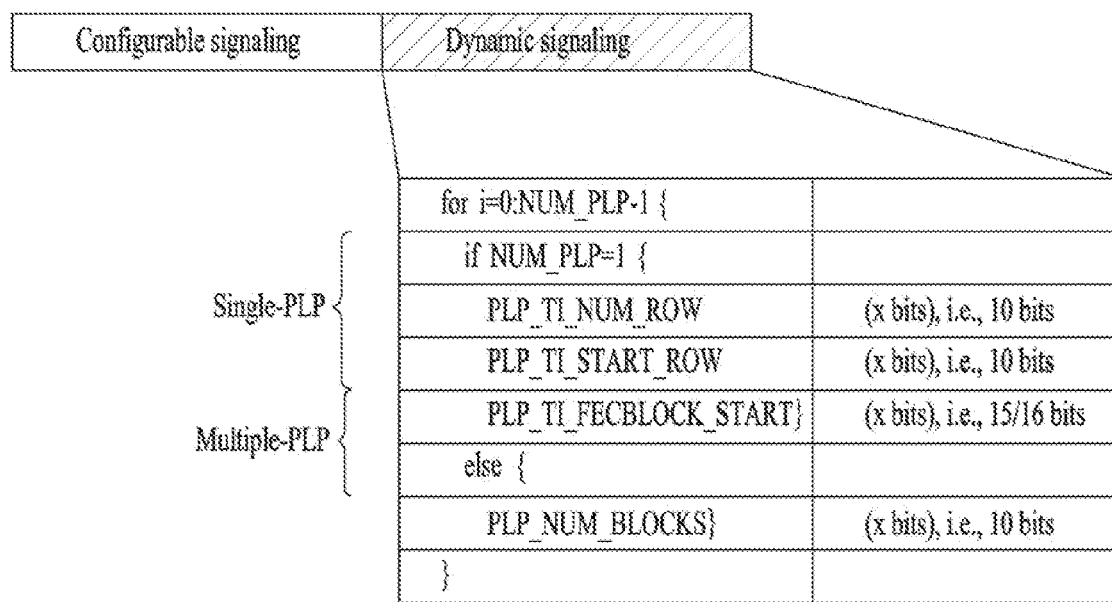 Configurable signaling
Dynamic signaling
for i=0:NUM_PLP-1 {
if NUM_PLP=1 {
Single-PLP
PLP_TI_NUM_ROW (x bits), i.e., 10 bits
PLP_TI_START_ROW (x bits), i.e., 10 bits
PLP_TI_FECBLOCK_START} (x bits), i.e., 15/16 bits
Multiple-PLP
else {
PLP_NUM_BLOCKS} (x bits), i.e., 10 bits
}